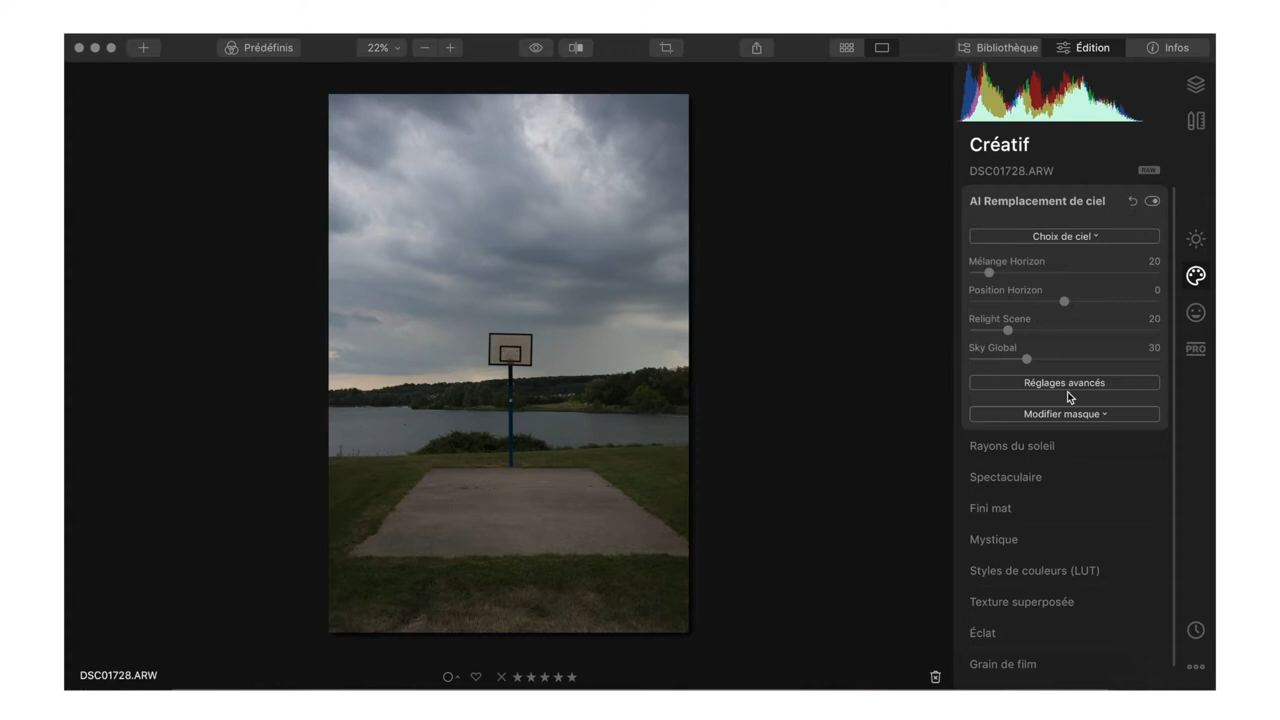 Prédéfinis
22%
Bibliothèque
Édition
Infos
Créatif
DSC01728.ARW
RAW
AI Remplacement de ciel
Choix de ciel
Mélange Horizon 20
Position Horizon 0
Relight Scene 20
Sky Global 30
Réglages avancés
Modifier masque
Rayons du soleil
Spectaculaire
Fini mat
Mystique
Styles de couleurs (LUT)
Texture superposée
Éclat
Grain de film
PRO
DSC01728.ARW